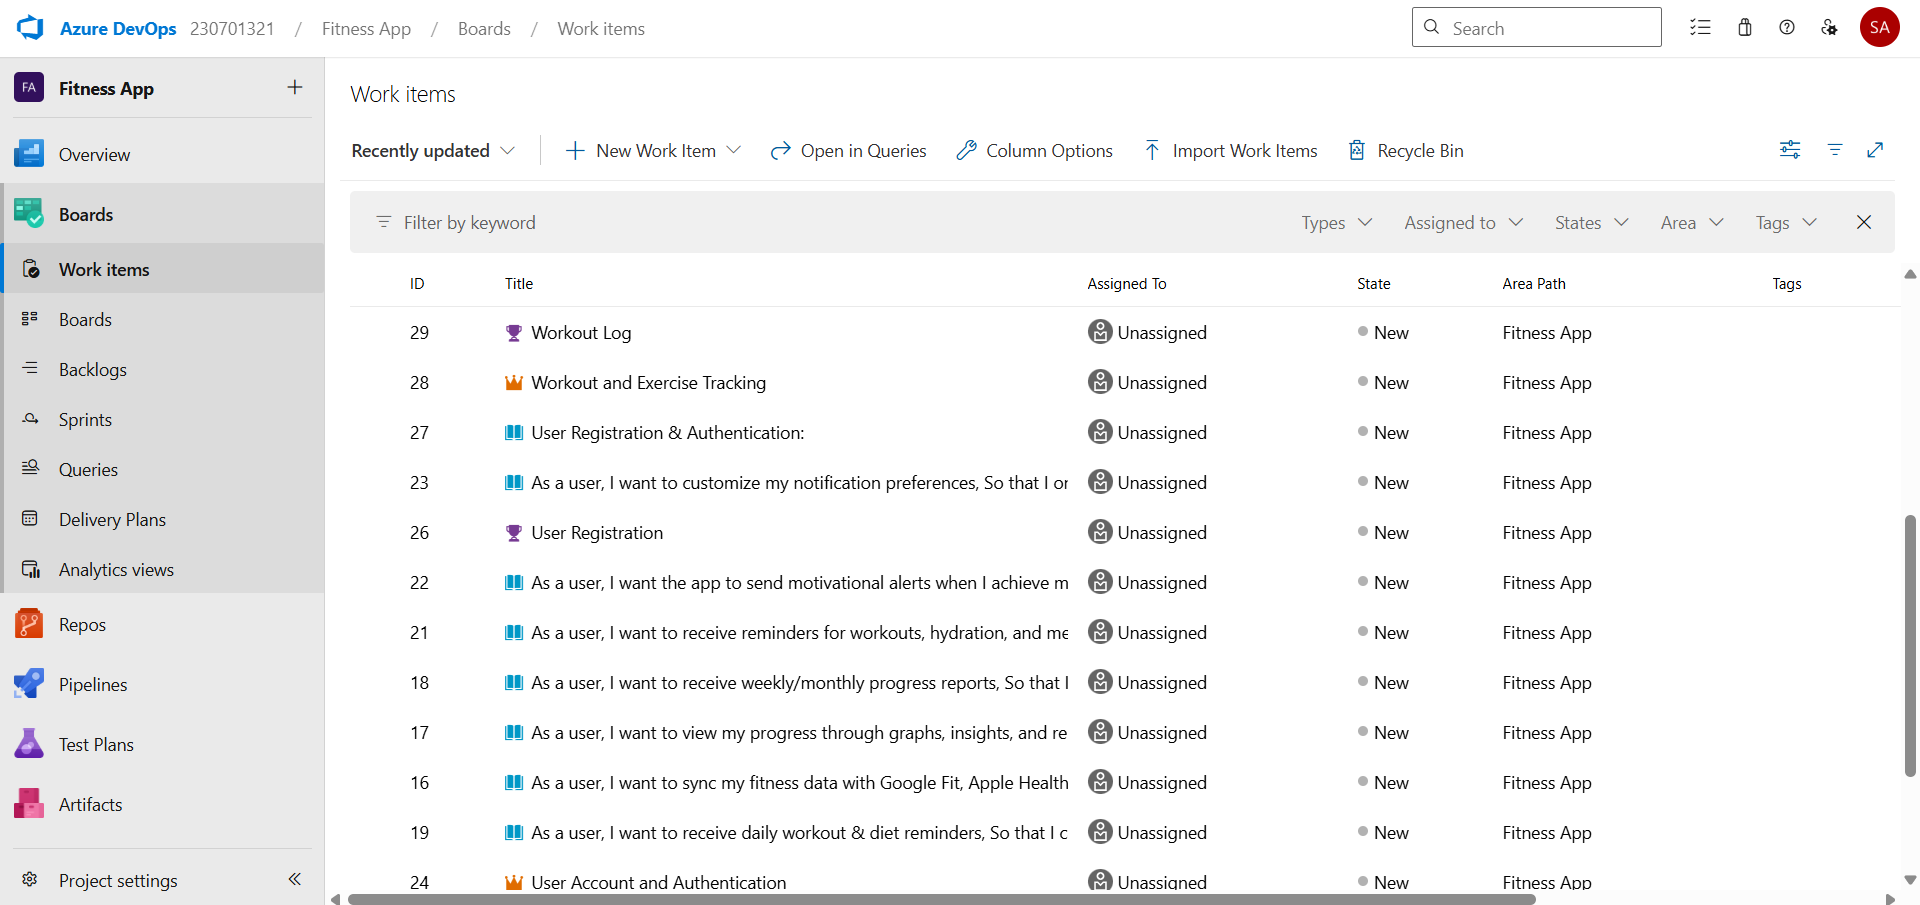 Azure DevOps 230701321 / Fitness App / Boards / Work items Search SA
FA Fitness App
Work items
Recently updated New Work Item Open in Queries Column Options Import Work Items Recycle Bin
Overview
Boards
Work items
Boards
Backlogs
Sprints
Queries
Delivery Plans
Analytics views
Repos
Pipelines
Test Plans
Artifacts
Project settings
Filter by keyword Types Assigned to States Area Tags
ID Title Assigned To State Area Path Tags
29 Workout Log Unassigned New Fitness App
28 Workout and Exercise Tracking Unassigned New Fitness App
27 User Registration & Authentication: Unassigned New Fitness App
23 As a user, I want to customize my notification preferences, So that I or Unassigned New Fitness App
26 User Registration Unassigned New Fitness App
22 As a user, I want the app to send motivational alerts when I achieve m Unassigned New Fitness App
21 As a user, I want to receive reminders for workouts, hydration, and me Unassigned New Fitness App
18 As a user, I want to receive weekly/monthly progress reports, So that I Unassigned New Fitness App
17 As a user, I want to view my progress through graphs, insights, and re Unassigned New Fitness App
16 As a user, I want to sync my fitness data with Google Fit, Apple Health Unassigned New Fitness App
19 As a user, I want to receive daily workout & diet reminders, So that I c Unassigned New Fitness App
24 User Account and Authentication Unassigned New Fitness App